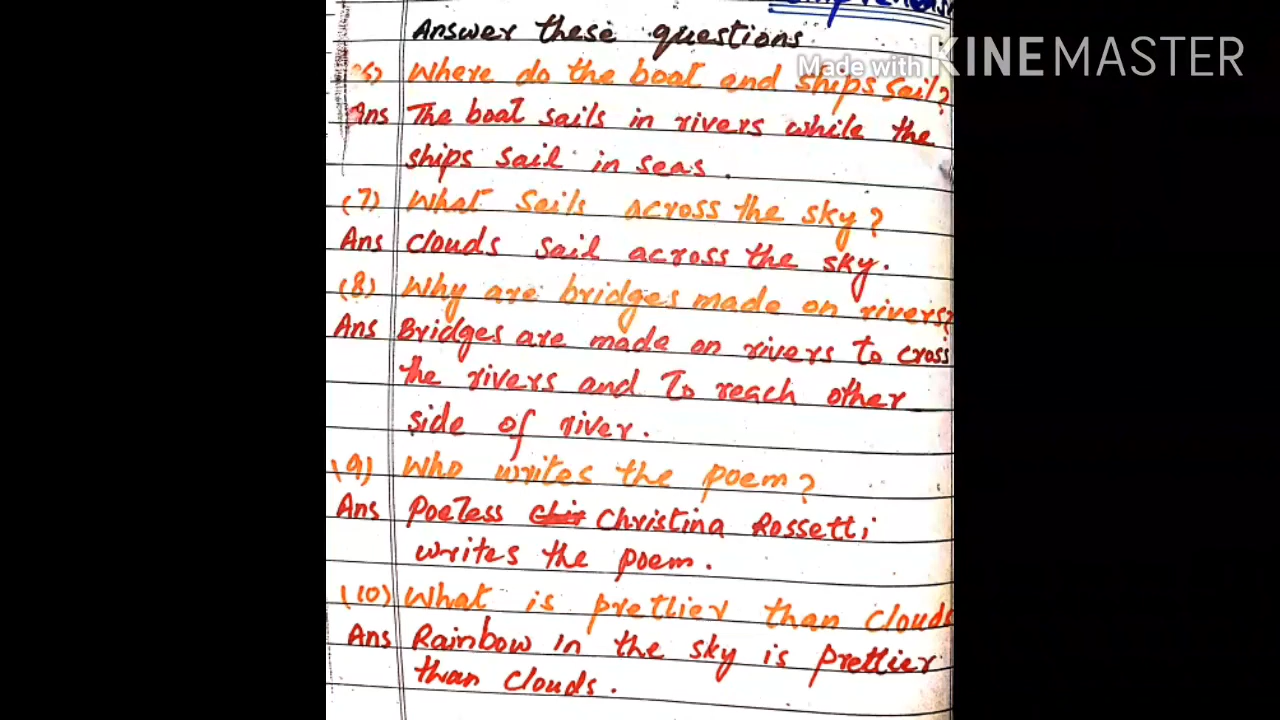 Answer these questions
Made with KINEMASTER
6) Where do the boat and ships sail?
Ans The boat sails in rivers while the
ships sail in seas.
(7) What sails across the sky?
Ans Clouds sail across the sky.
(8) Why are bridges made on rivers?
Ans Bridges are made on rivers to cross
the rivers and To reach other
side of river.
(9) Who writes the poem?
Ans Poetess Christina Rossetti
writes the poem.
(10) What is prettier than clouds
Ans Rainbow in the sky is prettier
than clouds.